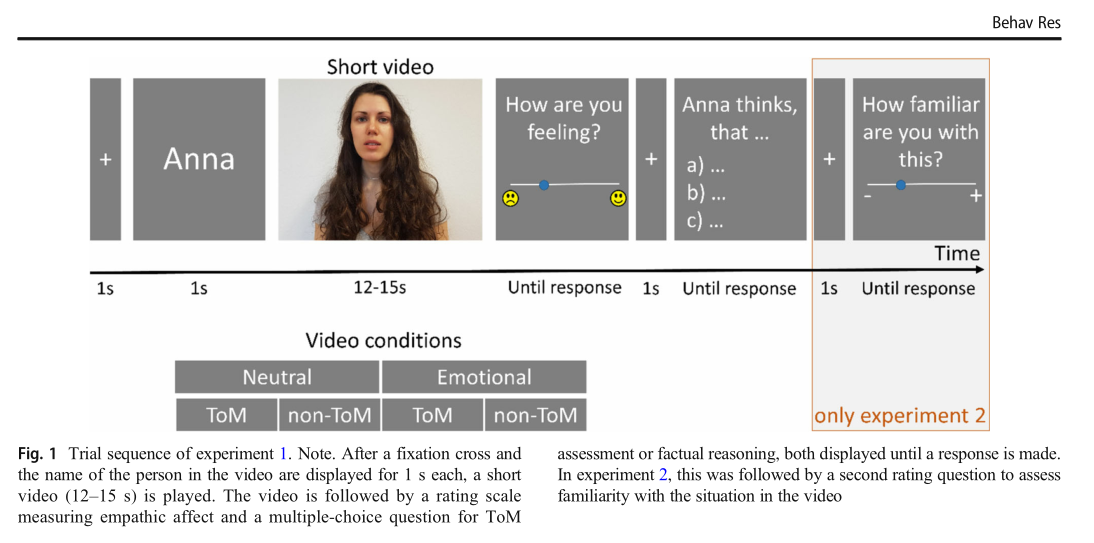 Behav Res
Short video
+
Anna
How are you
feeling?
+
Anna thinks,
that ...
a) ...
b) ...
c) ...
+
How familiar
are you with
this?
- +
Time
1s 1s 12-15s Until response 1s Until response 1s Until response
Video conditions
Neutral Emotional
ToM non-ToM ToM non-ToM
only experiment 2
Fig. 1 Trial sequence of experiment 1. Note. After a fixation cross and
the name of the person in the video are displayed for 1 s each, a short
video (12–15 s) is played. The video is followed by a rating scale
measuring empathic affect and a multiple-choice question for ToM
assessment or factual reasoning, both displayed until a response is made.
In experiment 2, this was followed by a second rating question to assess
familiarity with the situation in the video